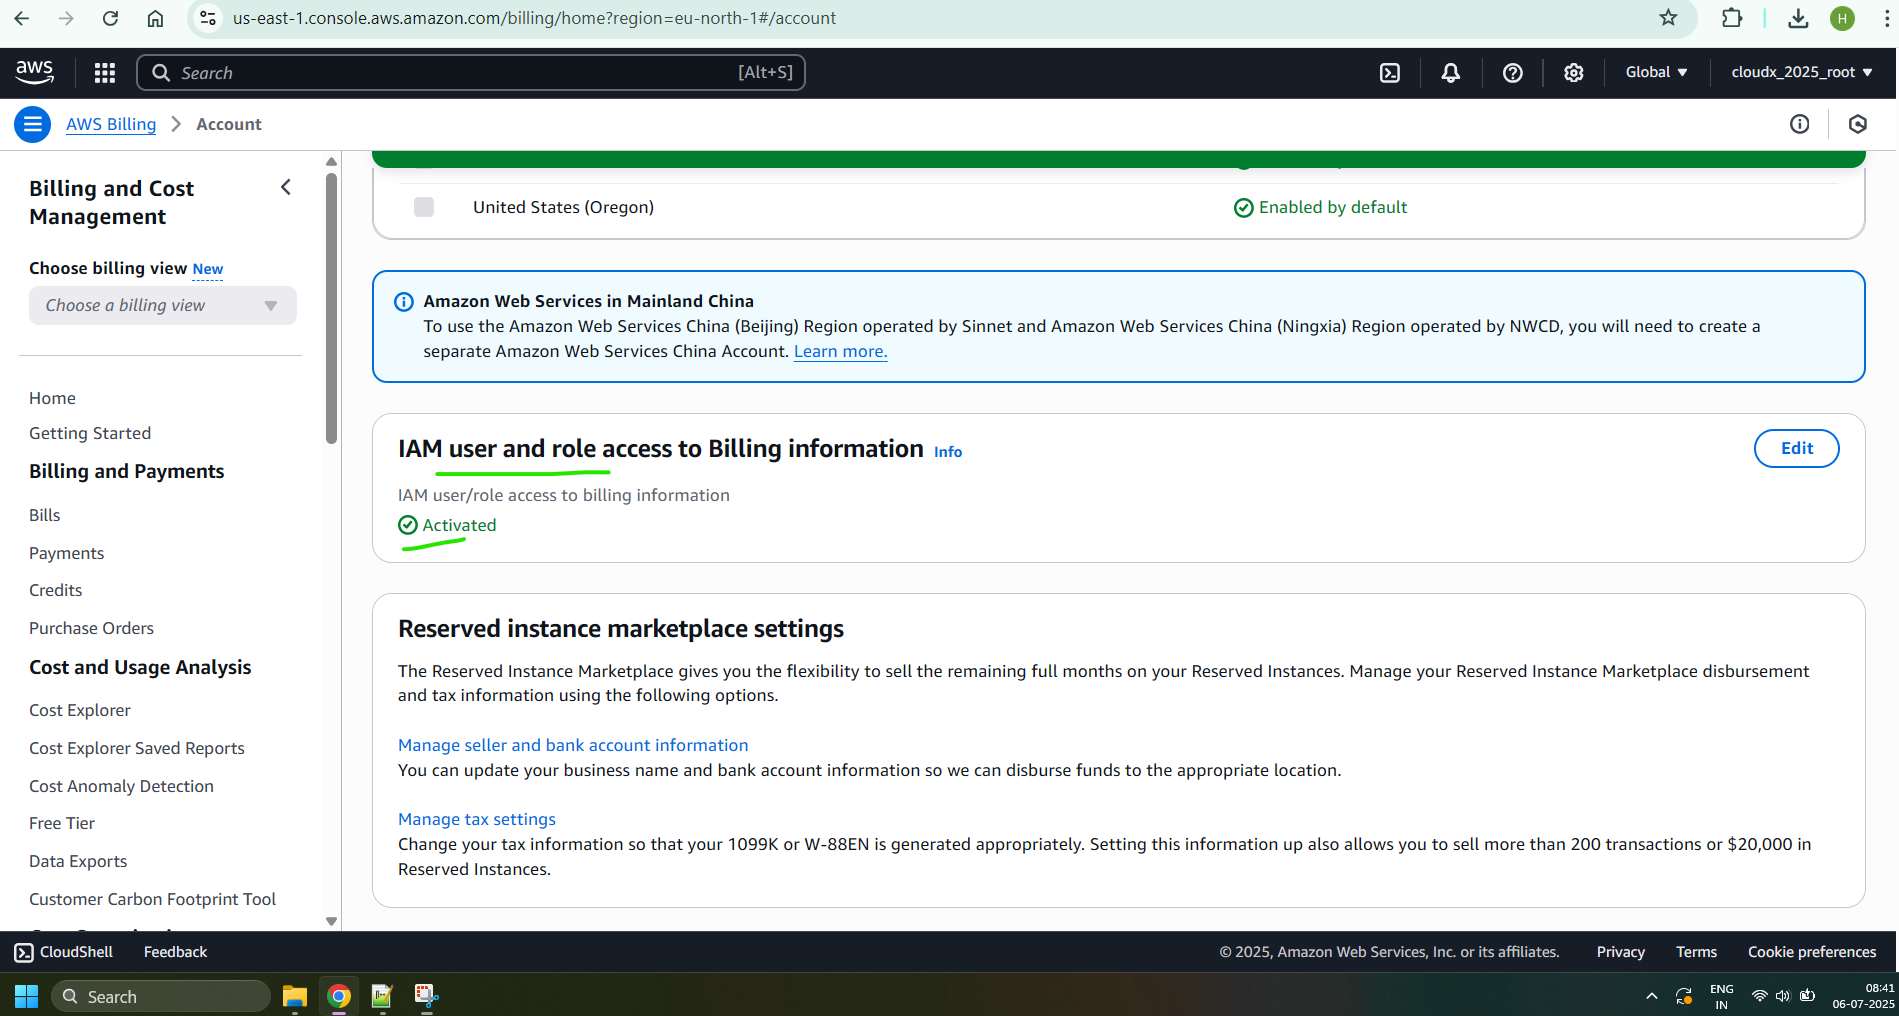 us-east-1.console.aws.amazon.com/billing/home?region=eu-north-1#/account
H
aws
Search
[Alt+S]
Global
cloudx_2025_root
AWS Billing
Account
Billing and Cost
Management
Choose billing view New
Choose a billing view
Home
Getting Started
Billing and Payments
Bills
Payments
Credits
Purchase Orders
Cost and Usage Analysis
Cost Explorer
Cost Explorer Saved Reports
Cost Anomaly Detection
Free Tier
Data Exports
Customer Carbon Footprint Tool
United States (Oregon)
Enabled by default
Amazon Web Services in Mainland China
To use the Amazon Web Services China (Beijing) Region operated by Sinnet and Amazon Web Services China (Ningxia) Region operated by NWCD, you will need to create a
separate Amazon Web Services China Account. Learn more.
IAM user and role access to Billing information Info
Edit
IAM user/role access to billing information
Activated
Reserved instance marketplace settings
The Reserved Instance Marketplace gives you the flexibility to sell the remaining full months on your Reserved Instances. Manage your Reserved Instance Marketplace disbursement
and tax information using the following options.
Manage seller and bank account information
You can update your business name and bank account information so we can disburse funds to the appropriate location.
Manage tax settings
Change your tax information so that your 1099K or W-88EN is generated appropriately. Setting this information up also allows you to sell more than 200 transactions or $20,000 in
Reserved Instances.
CloudShell
Feedback
© 2025, Amazon Web Services, Inc. or its affiliates.
Privacy
Terms
Cookie preferences
Search
ENG
IN
08:41
06-07-2025